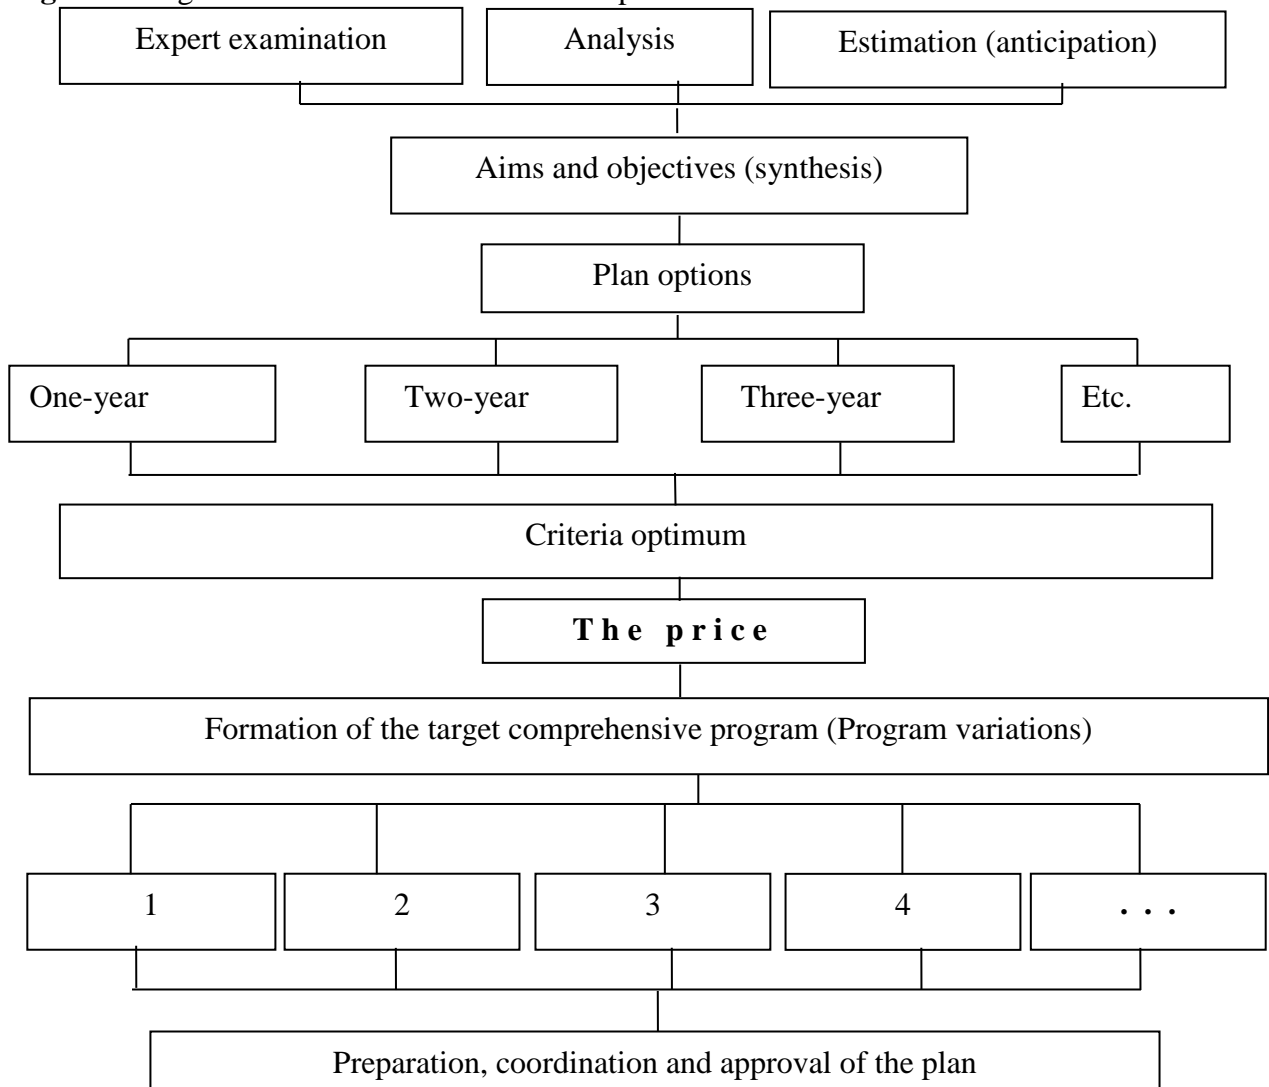 Expert examination
Analysis
Estimation (anticipation)
Aims and objectives (synthesis)
Plan options
One-year
Two-year
Three-year
Etc.
Criteria optimum
The price
Formation of the target comprehensive program (Program variations)
1
2
3
4
...
Preparation, coordination and approval of the plan